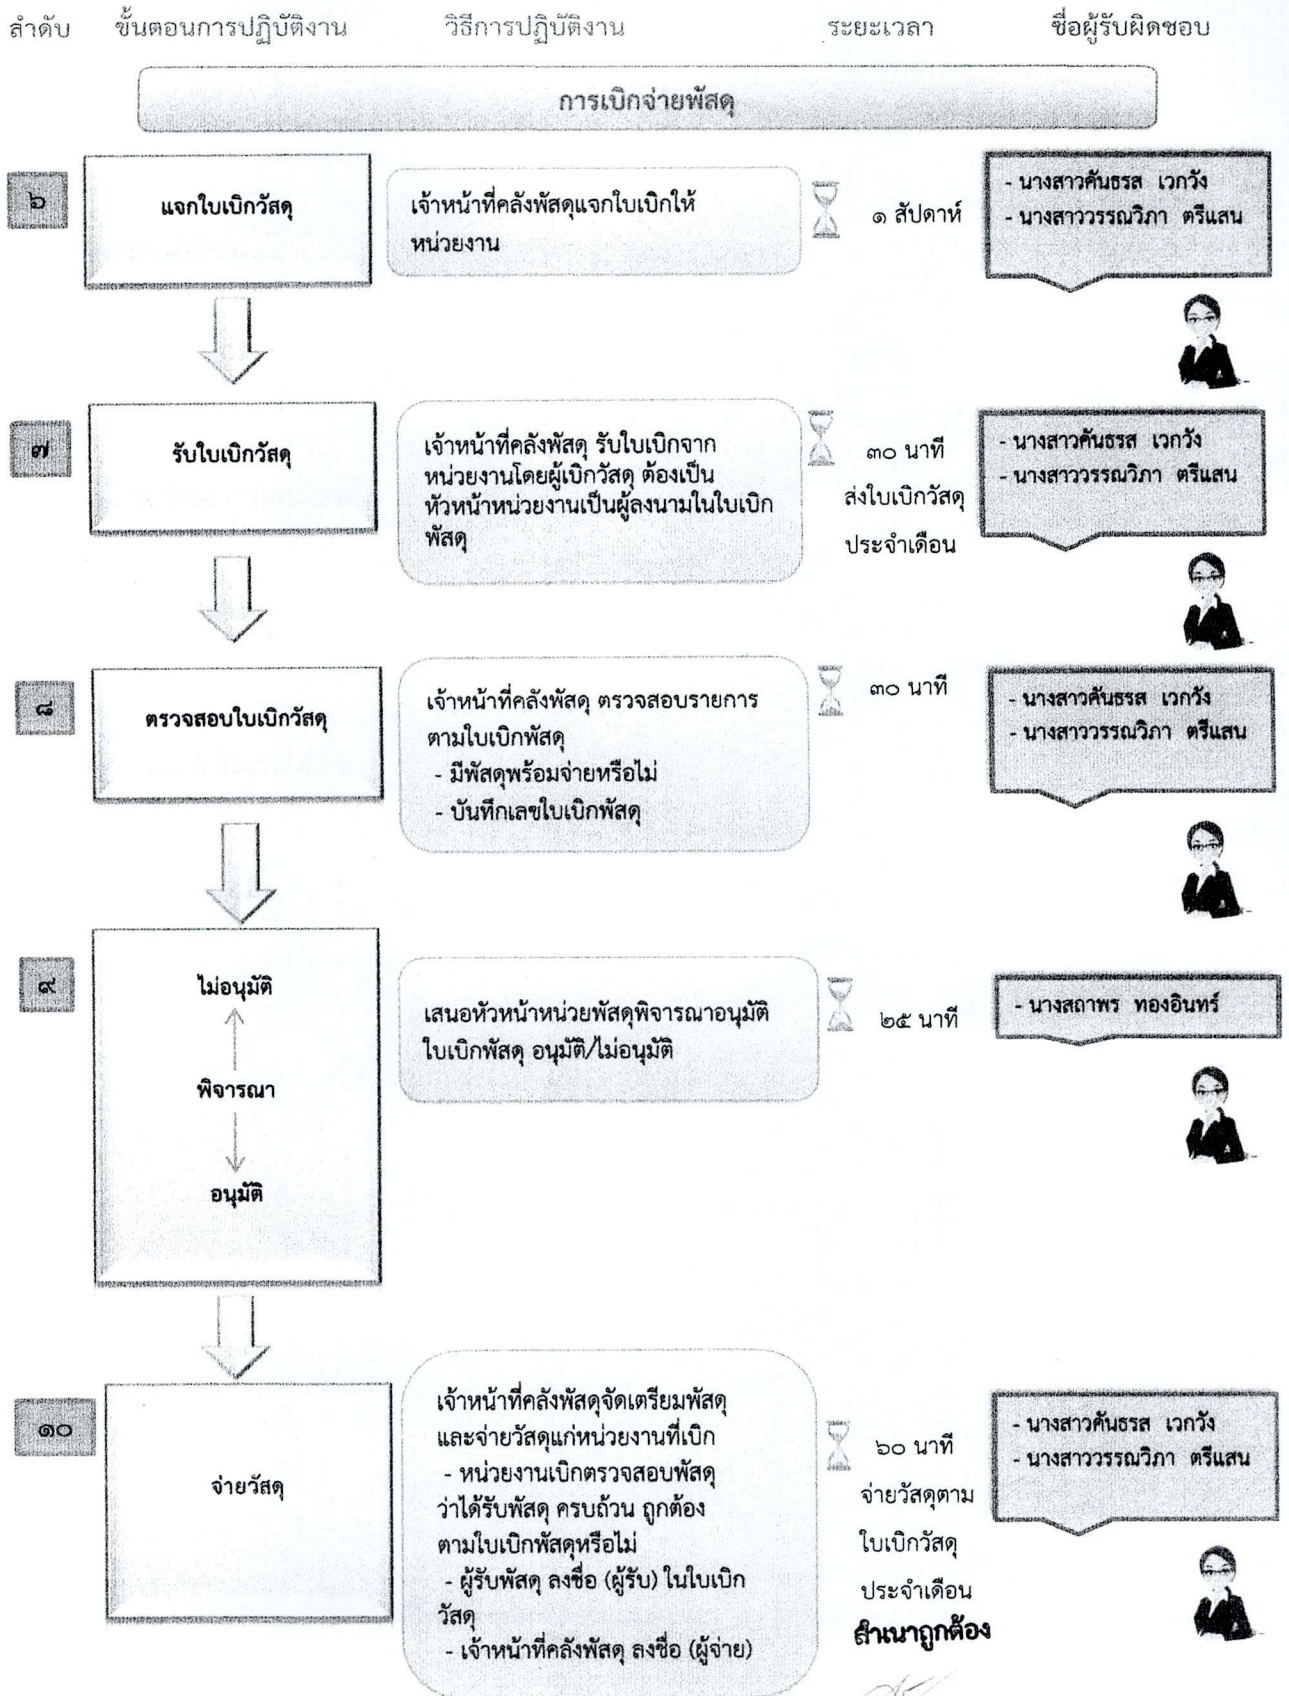 ลำดับ ขั้นตอนการปฏิบัติงาน วิธีการปฏิบัติงาน ระยะเวลา ชื่อผู้รับผิดชอบ
การเบิกจ่ายพัสดุ
๖
แจกใบเบิกวัสดุ
เจ้าหน้าที่คลังพัสดุแจกใบเบิกให้
หน่วยงาน
๑ สัปดาห์
- นางสาวคันธรส เวกวัง
- นางสาววรรณวิภา ตรีแสน
๗
รับใบเบิกวัสดุ
เจ้าหน้าที่คลังพัสดุ รับใบเบิกจาก
หน่วยงานโดยผู้เบิกวัสดุ ต้องเป็น
หัวหน้าหน่วยงานเป็นผู้ลงนามในใบเบิก
พัสดุ
๓๐ นาที
ส่งใบเบิกวัสดุ
ประจำเดือน
- นางสาวคันธรส เวกวัง
- นางสาววรรณวิภา ตรีแสน
๘
ตรวจสอบใบเบิกวัสดุ
เจ้าหน้าที่คลังพัสดุ ตรวจสอบรายการ
ตามใบเบิกพัสดุ
- มีพัสดุพร้อมจ่ายหรือไม่
- บันทึกเลขใบเบิกพัสดุ
๓๐ นาที
- นางสาวคันธรส เวกวัง
- นางสาววรรณวิภา ตรีแสน
๙
ไม่อนุมัติ
พิจารณา
อนุมัติ
เสนอหัวหน้าหน่วยพัสดุพิจารณาอนุมัติ
ใบเบิกพัสดุ อนุมัติ/ไม่อนุมัติ
๒๕ นาที
- นางสถาพร ทองอินทร์
๑๐
จ่ายวัสดุ
เจ้าหน้าที่คลังพัสดุจัดเตรียมพัสดุ
และจ่ายวัสดุแก่หน่วยงานที่เบิก
- หน่วยงานเบิกตรวจสอบพัสดุ
ว่าได้รับพัสดุ ครบถ้วน ถูกต้อง
ตามใบเบิกพัสดุหรือไม่
- ผู้รับพัสดุ ลงชื่อ (ผู้รับ) ในใบเบิก
วัสดุ
- เจ้าหน้าที่คลังพัสดุ ลงชื่อ (ผู้จ่าย)
๖๐ นาที
จ่ายวัสดุตาม
ใบเบิกวัสดุ
ประจำเดือน
สำเนาถูกต้อง
- นางสาวคันธรส เวกวัง
- นางสาววรรณวิภา ตรีแสน